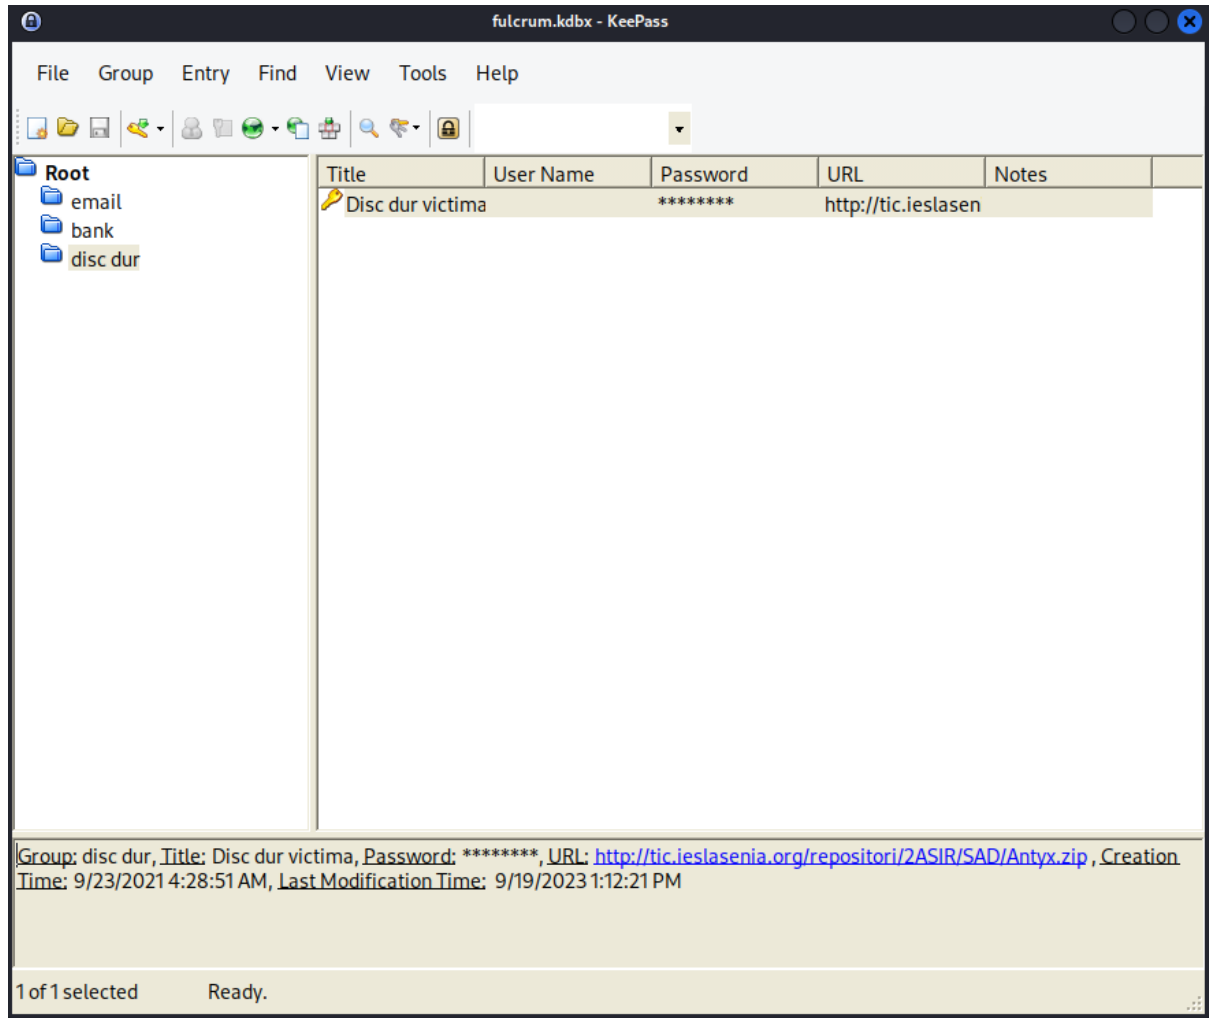 fulcrum.kdbx - KeePass
File Group Entry Find View Tools Help
Root
email
bank
disc dur
Title User Name Password URL Notes
Disc dur victima ******** http://tic.ieslasen
Group: disc dur, Title: Disc dur victima, Password: ********, URL: http://tic.ieslasenia.org/repositori/2ASIR/SAD/Antyx.zip , Creation
Time: 9/23/2021 4:28:51 AM, Last Modification Time: 9/19/2023 1:12:21 PM
1 of 1 selected Ready.